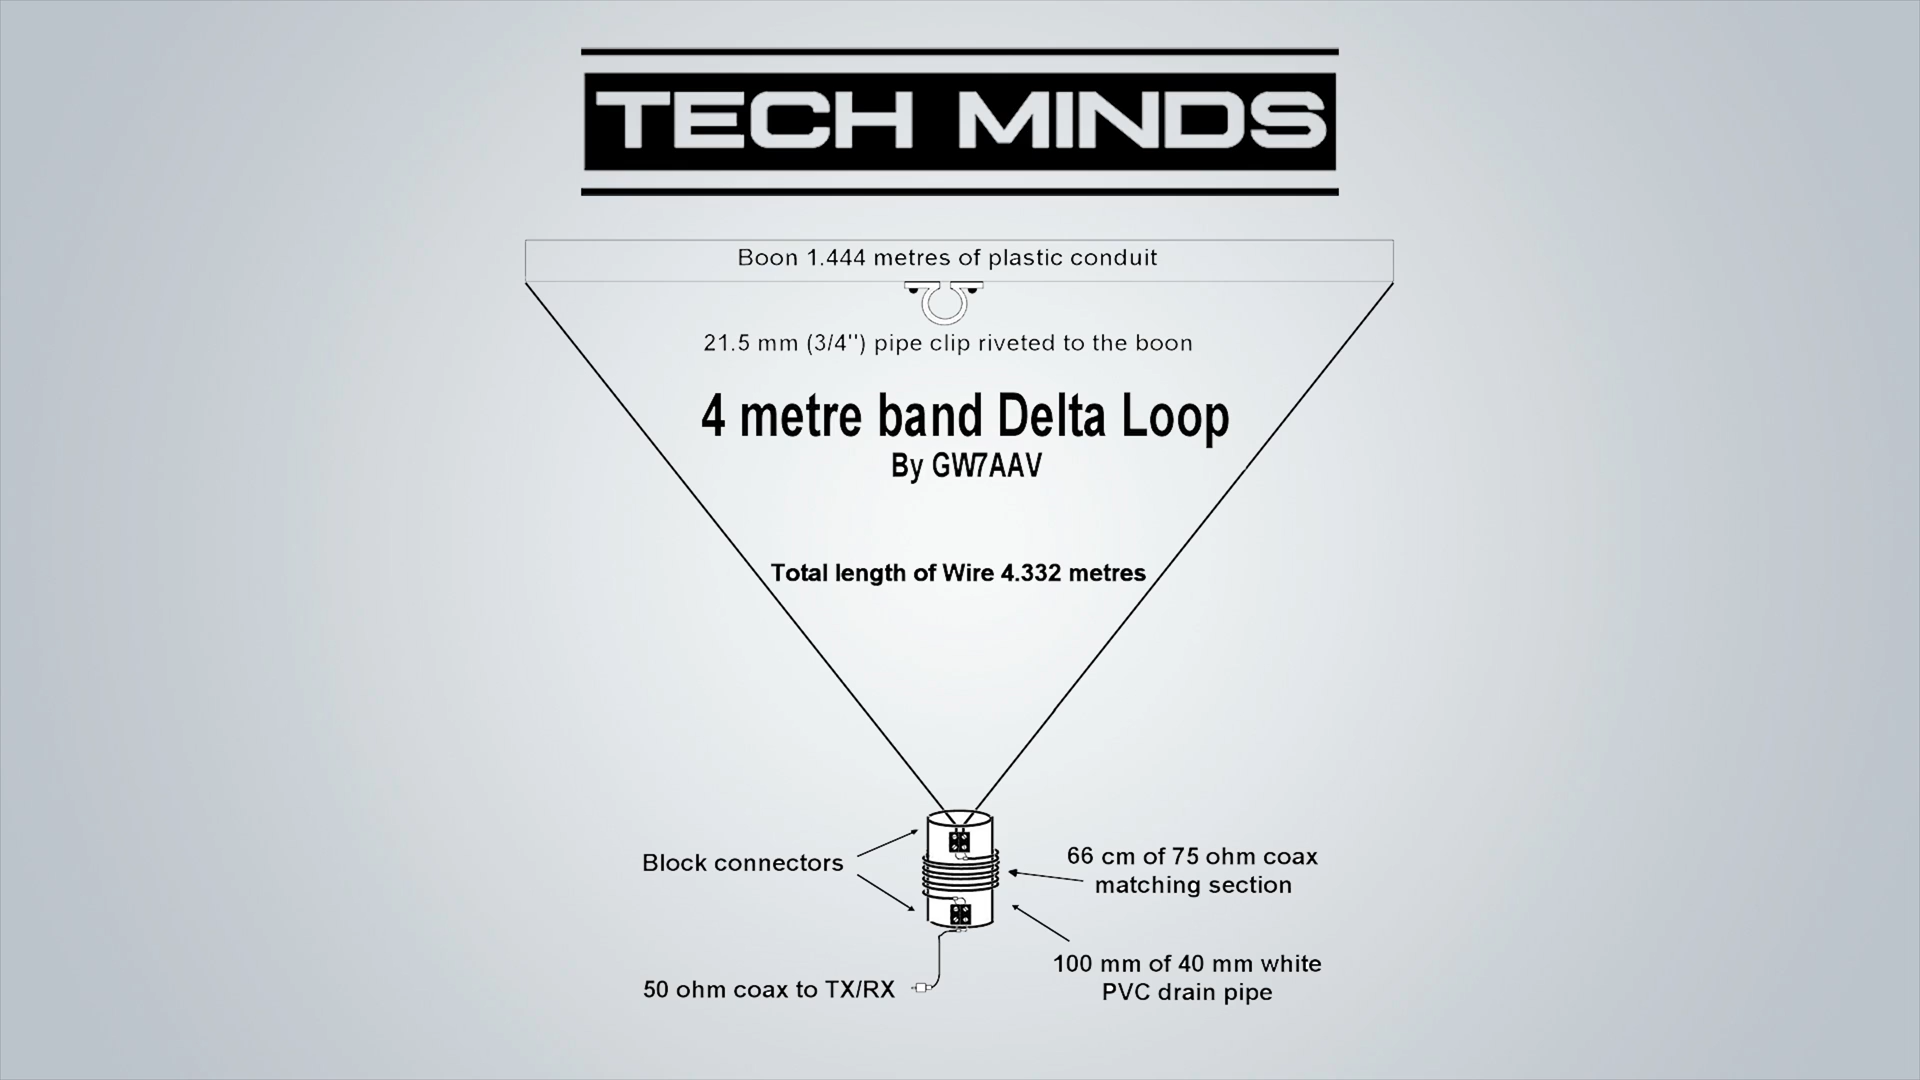 TECH MINDS
Boon 1.444 metres of plastic conduit
21.5 mm (3/4'') pipe clip riveted to the boon
4 metre band Delta Loop
By GW7AAV
Total length of Wire 4.332 metres
Block connectors
66 cm of 75 ohm coax
matching section
100 mm of 40 mm white
PVC drain pipe
50 ohm coax to TX/RX